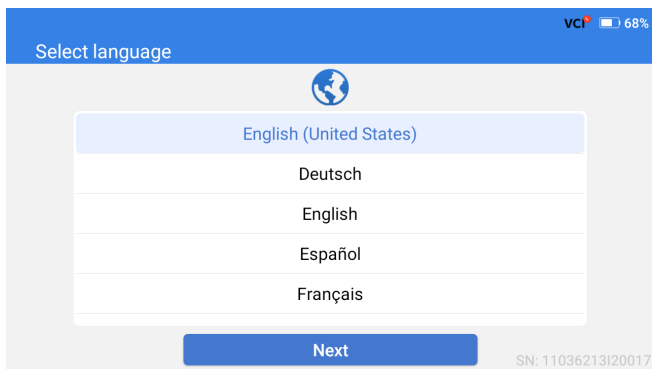 VCI 68%
Select language
English (United States)
Deutsch
English
Español
Français
Next
SN: 11036213I20017